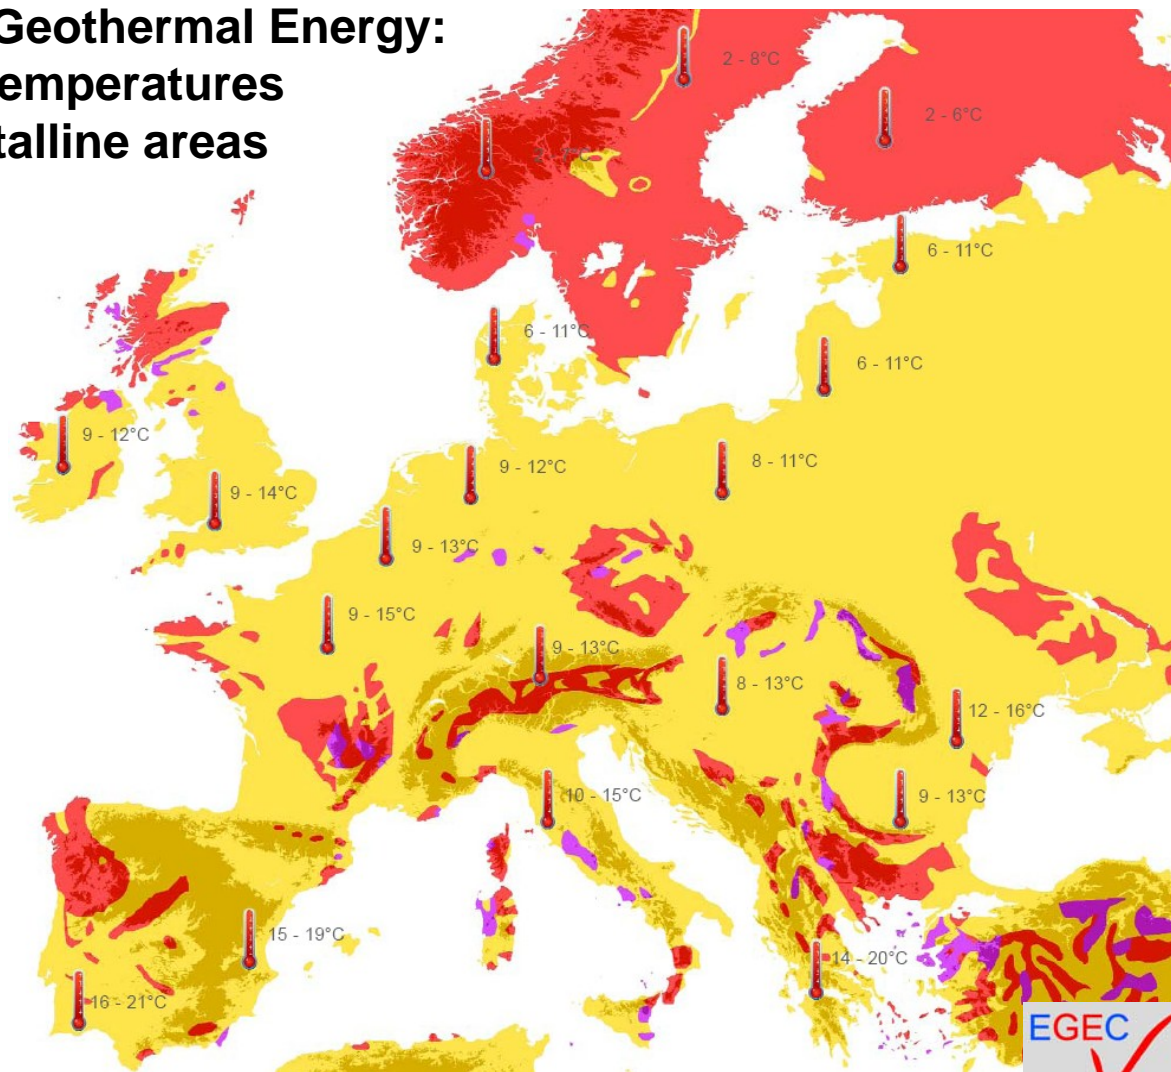 Geothermal Energy:
emperatures
talline areas
2 - 8°C
2 - 6°C
6 - 11°C
6 - 11°C
6 - 11°C
9 - 12°C
9 - 12°C
8 - 11°C
9 - 14°C
9 - 13°C
9 - 15°C
9 - 13°C
8 - 13°C
12 - 16°C
10 - 15°C
9 - 13°C
15 - 19°C
14 - 20°C
16 - 21°C
EGEC